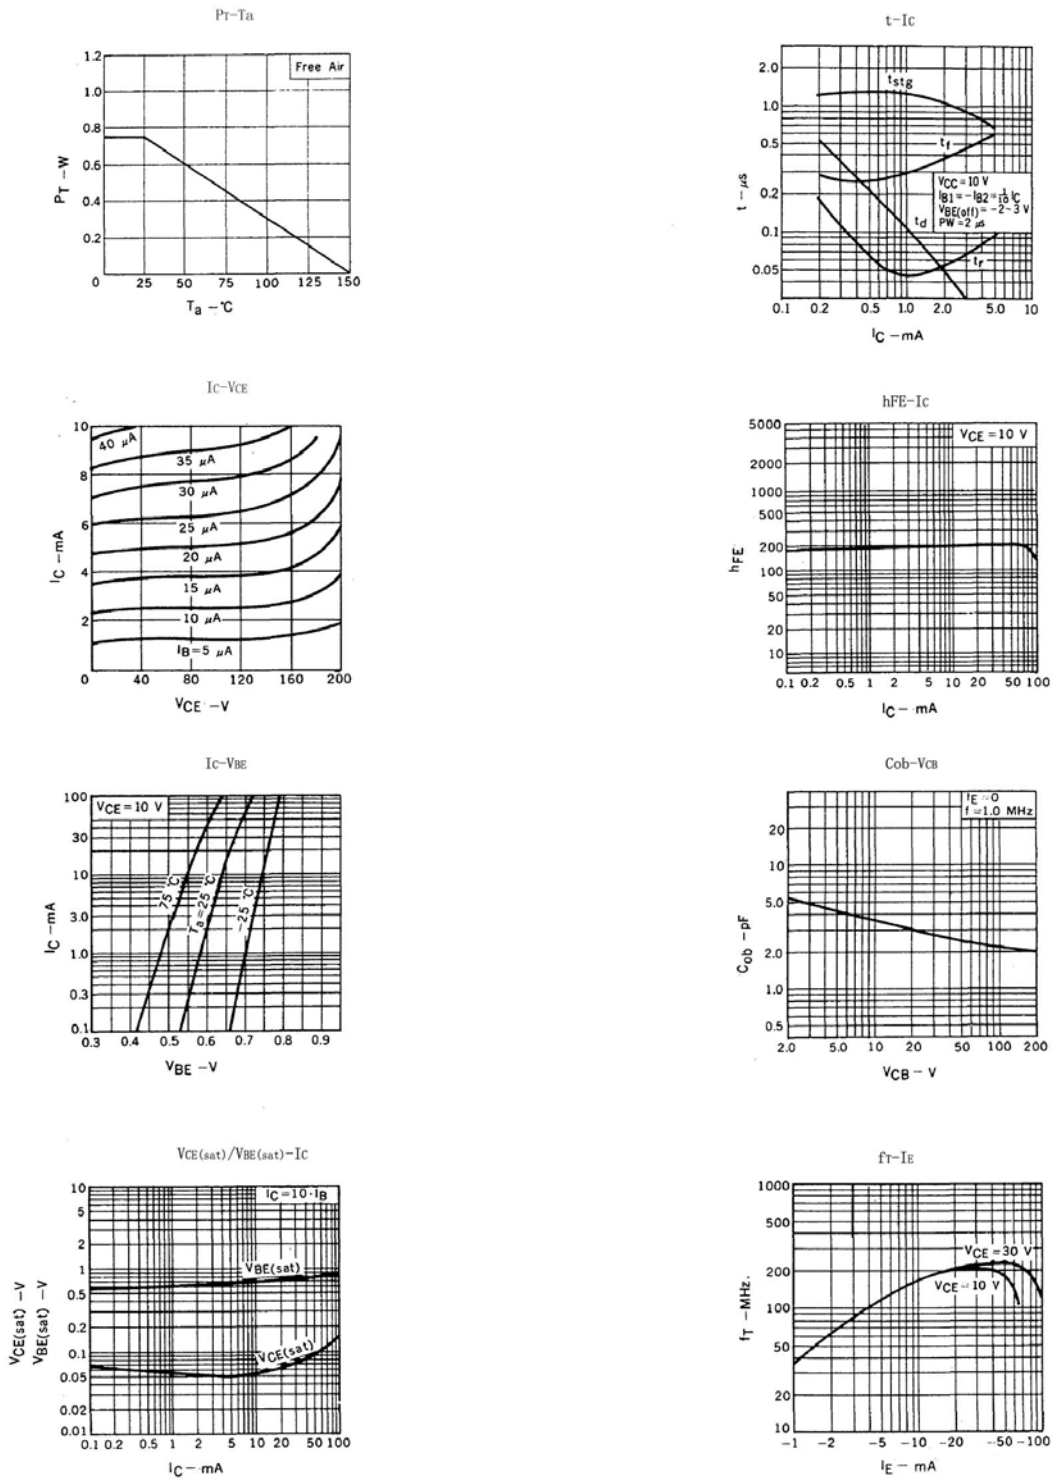 PT-Ta
1.2
1.0
0.8
0.6
0.4
0.2
0
PT -W
Free Air
25 50 75 100 125 150
Ta -°C
t-IC
2.0
1.0
0.5
0.2
0.1
0.05
t - μs
tstg
tf
td
tr
VCC = 10 V
IB1 = -IB2 = 1/10 IC
VBE(off) = -2~3 V
PW = 2 μs
0.1 0.2 0.5 1.0 2.0 5.0 10
IC - mA
IC-VCE
10
8
6
4
2
IC - mA
40 μA
35 μA
30 μA
25 μA
20 μA
15 μA
10 μA
IB=5 μA
0 40 80 120 160 200
VCE -V
hFE-IC
5000
2000
1000
500
200
100
50
20
10
hFE
VCE = 10 V
0.1 0.2 0.5 1 2 5 10 20 50 100
IC - mA
IC-VBE
100
30
10
3.0
1.0
0.3
0.1
IC - mA
VCE = 10 V
75 °C
Ta = 25 °C
-25 °C
0.3 0.4 0.5 0.6 0.7 0.8 0.9
VBE -V
Cob-VCB
20
10
5.0
2.0
1.0
0.5
Cob -pF
IE = 0
f = 1.0 MHz
2.0 5.0 10 20 50 100 200
VCB - V
VCE(sat)/VBE(sat)-IC
10
5
2
1
0.5
0.2
0.1
0.05
0.02
0.01
VCE(sat) -V
VBE(sat) -V
IC = 10·IB
VBE(sat)
VCE(sat)
0.1 0.2 0.5 1 2 5 10 20 50 100
IC - mA
fT-IE
1000
500
200
100
50
20
10
fT - MHz.
VCE = 30 V
VCE = 10 V
-1 -2 -5 -10 -20 -50 -100
IE - mA